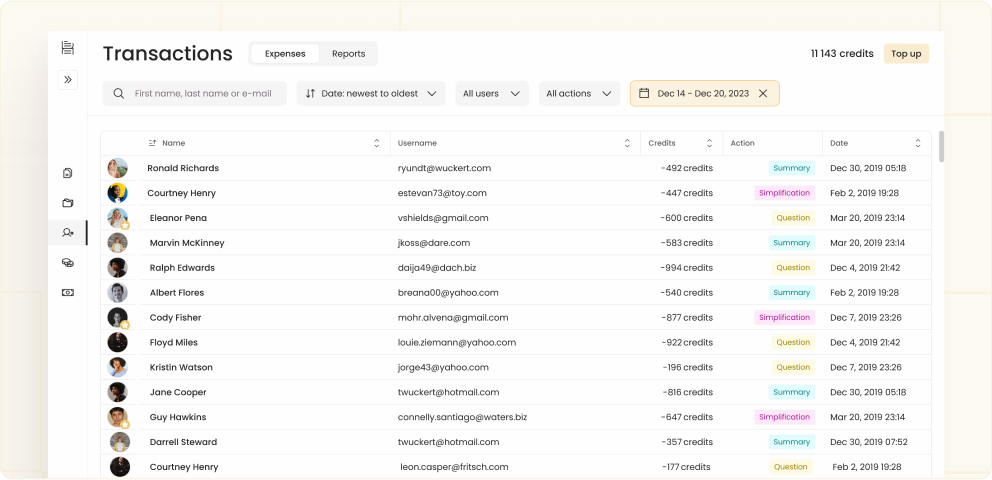 Transactions Expenses Reports 11 143 credits Top up
First name, last name or e-mail Date: newest to oldest All users All actions Dec 14 - Dec 20, 2023
Name Username Credits Action Date
Ronald Richards ryundt@wuckert.com -492 credits Summary Dec 30, 2019 05:18
Courtney Henry estevan73@toy.com -447 credits Simplification Feb 2, 2019 19:28
Eleanor Pena vshields@gmail.com -600 credits Question Mar 20, 2019 23:14
Marvin McKinney jkoss@dare.com -583 credits Summary Mar 20, 2019 23:14
Ralph Edwards daija49@dach.biz -994 credits Question Dec 4, 2019 21:42
Albert Flores breana00@yahoo.com -540 credits Summary Feb 2, 2019 19:28
Cody Fisher mohr.alvena@gmail.com -877 credits Simplification Dec 7, 2019 23:26
Floyd Miles louie.ziemann@yahoo.com -922 credits Question Dec 4, 2019 21:42
Kristin Watson jorge43@yahoo.com -196 credits Question Dec 7, 2019 23:26
Jane Cooper twuckert@hotmail.com -816 credits Summary Dec 30, 2019 05:18
Guy Hawkins connelly.santiago@waters.biz -647 credits Simplification Mar 20, 2019 23:14
Darrell Steward twuckert@hotmail.com -357 credits Summary Dec 30, 2019 07:52
Courtney Henry leon.casper@fritsch.com -177 credits Question Feb 2, 2019 19:28